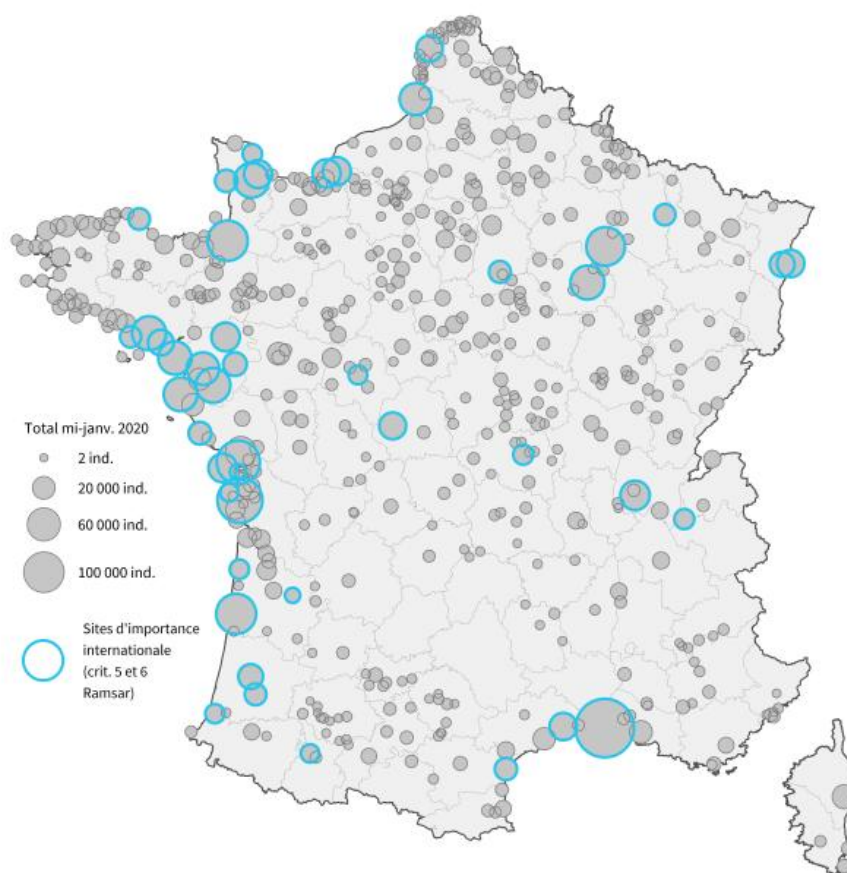 Total mi-janv. 2020
2 ind.
20 000 ind.
60 000 ind.
100 000 ind.
Sites d'importance
internationale
(crit. 5 et 6
Ramsar)